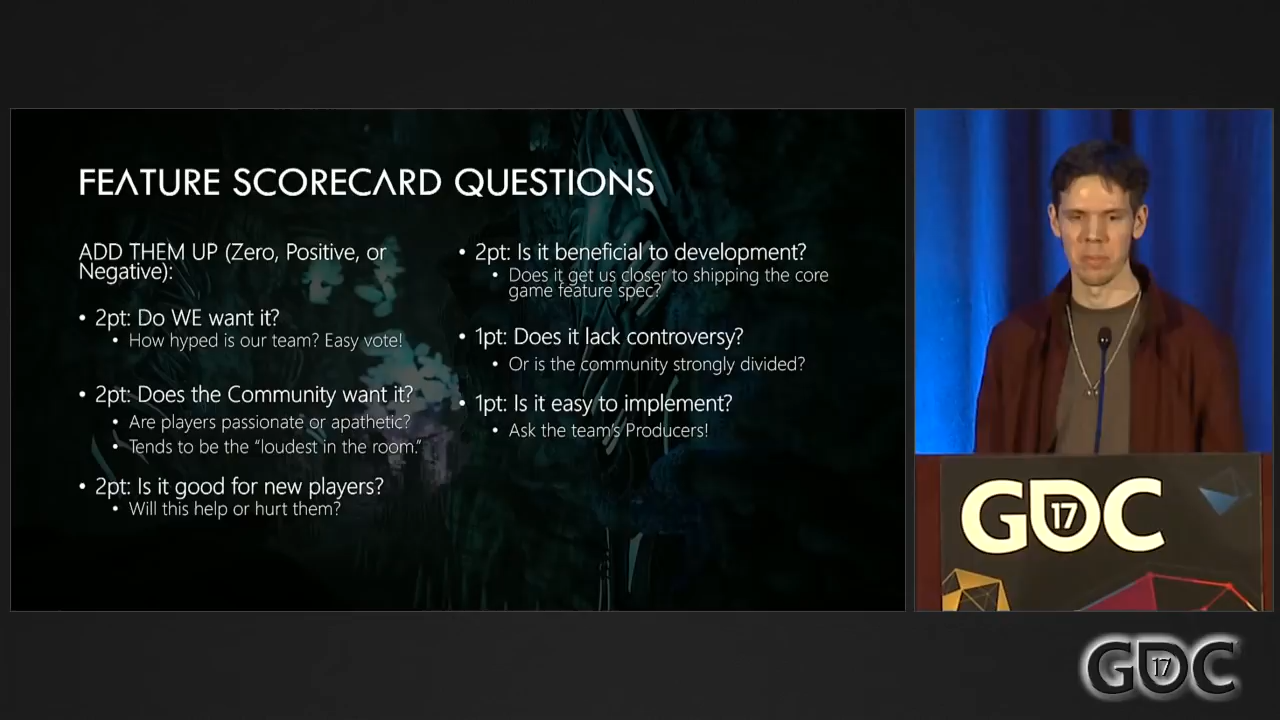 FEATURE SCORECARD QUESTIONS
ADD THEM UP (Zero, Positive, or
Negative):
• 2pt: Do WE want it?
• How hyped is our team? Easy vote!
• 2pt: Does the Community want it?
• Are players passionate or apathetic?
• Tends to be the “loudest in the room.”
• 2pt: Is it good for new players?
• Will this help or hurt them?
• 2pt: Is it beneficial to development?
• Does it get us closer to shipping the core
game feature spec?
• 1pt: Does it lack controversy?
• Or is the community strongly divided?
• 1pt: Is it easy to implement?
• Ask the team's Producers!
GDC 17
GDC 17